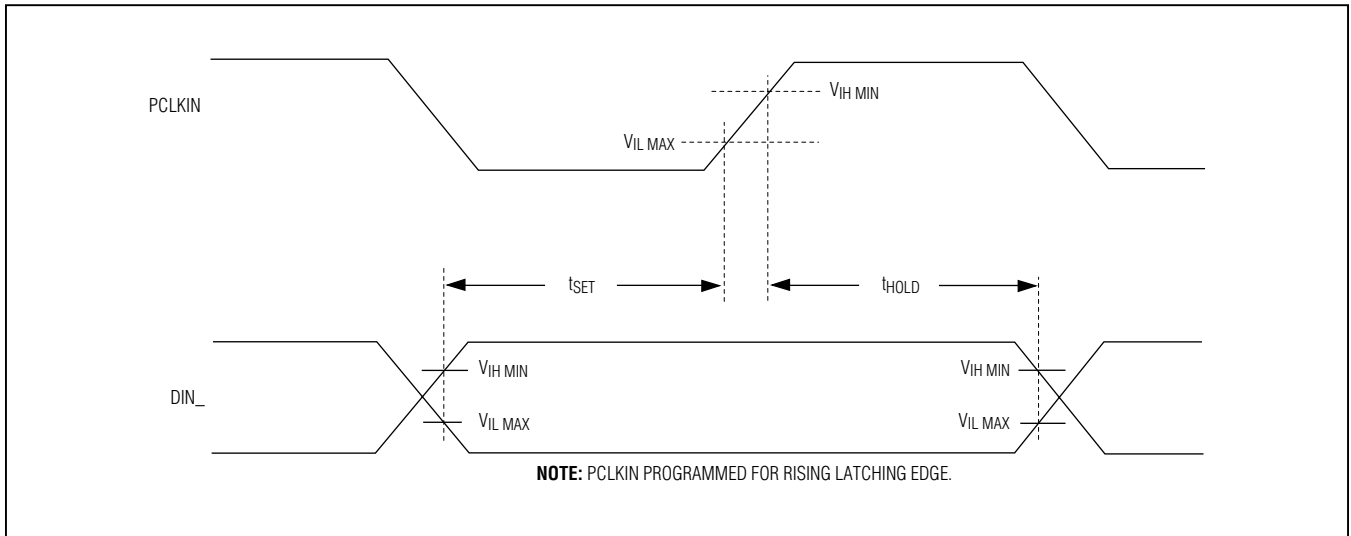 PCLKIN
VIH MIN
VIL MAX
tSET
tHOLD
DIN_
VIH MIN
VIH MIN
VIL MAX
VIL MAX
NOTE: PCLKIN PROGRAMMED FOR RISING LATCHING EDGE.